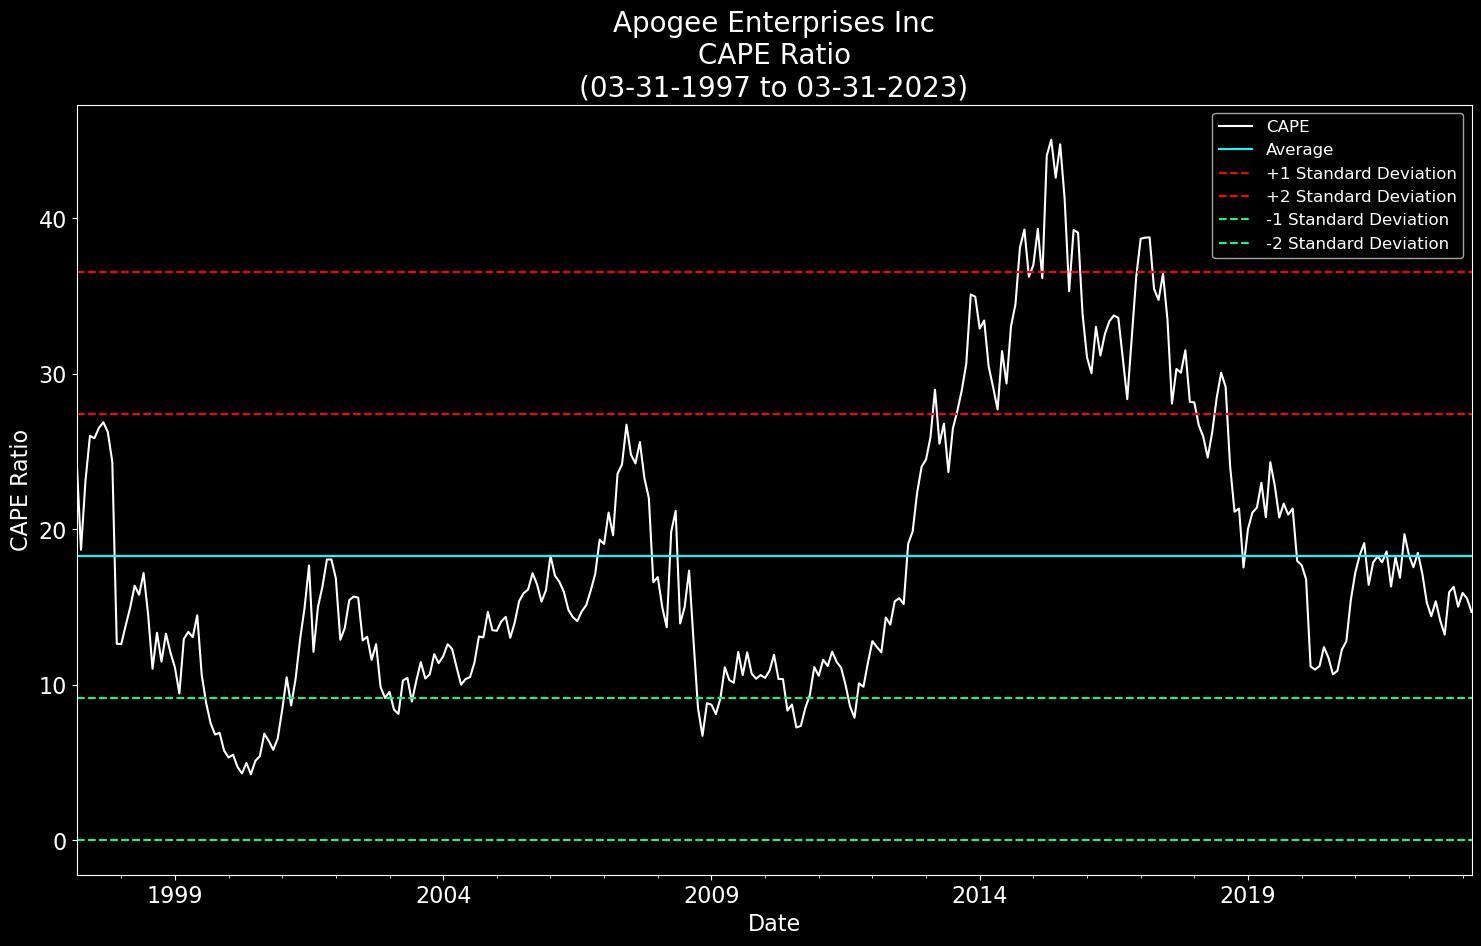 Apogee Enterprises Inc
CAPE Ratio
(03-31-1997 to 03-31-2023)
CAPE
Average
+1 Standard Deviation
+2 Standard Deviation
-1 Standard Deviation
-2 Standard Deviation
CAPE Ratio
40
30
20
10
0
1999 2004 2009 2014 2019
Date